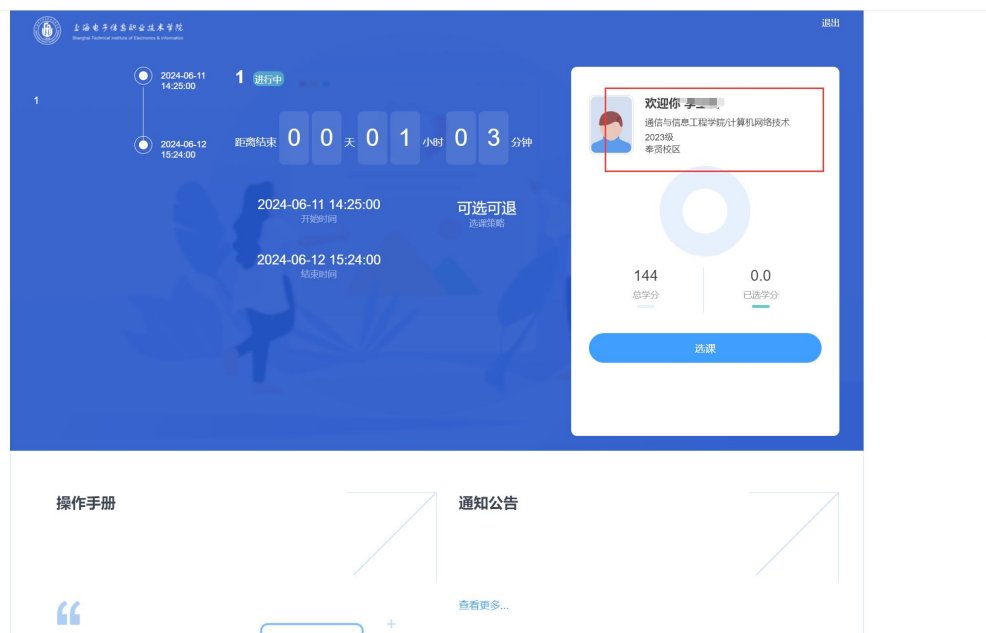 上海电子信息职业技术学院
Shanghai Technical Institute of Electronics & Information
退出
1
2024-06-11
14:25:00
2024-06-12
15:24:00
1 进行中
距离结束 0 0 天 0 1 小时 0 3 分钟
2024-06-11 14:25:00
开始时间
可选可退
选课策略
2024-06-12 15:24:00
结束时间
欢迎你
通信与信息工程学院/计算机网络技术
2023级
奉贤校区
144
总学分
0.0
已选学分
选课
操作手册
通知公告
查看更多...